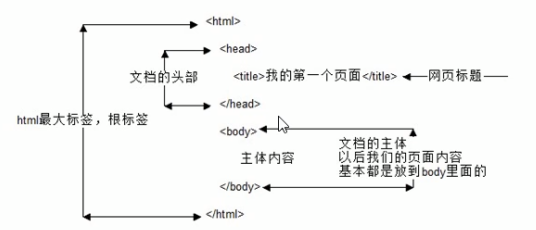 <html>
<head>
文档的头部
<title>我的第一个页面</title>
网页标题
</head>
html最大标签，根标签
<body>
文档的主体
以后我们的页面内容
基本都是放到body里面的
主体内容
</body>
</html>